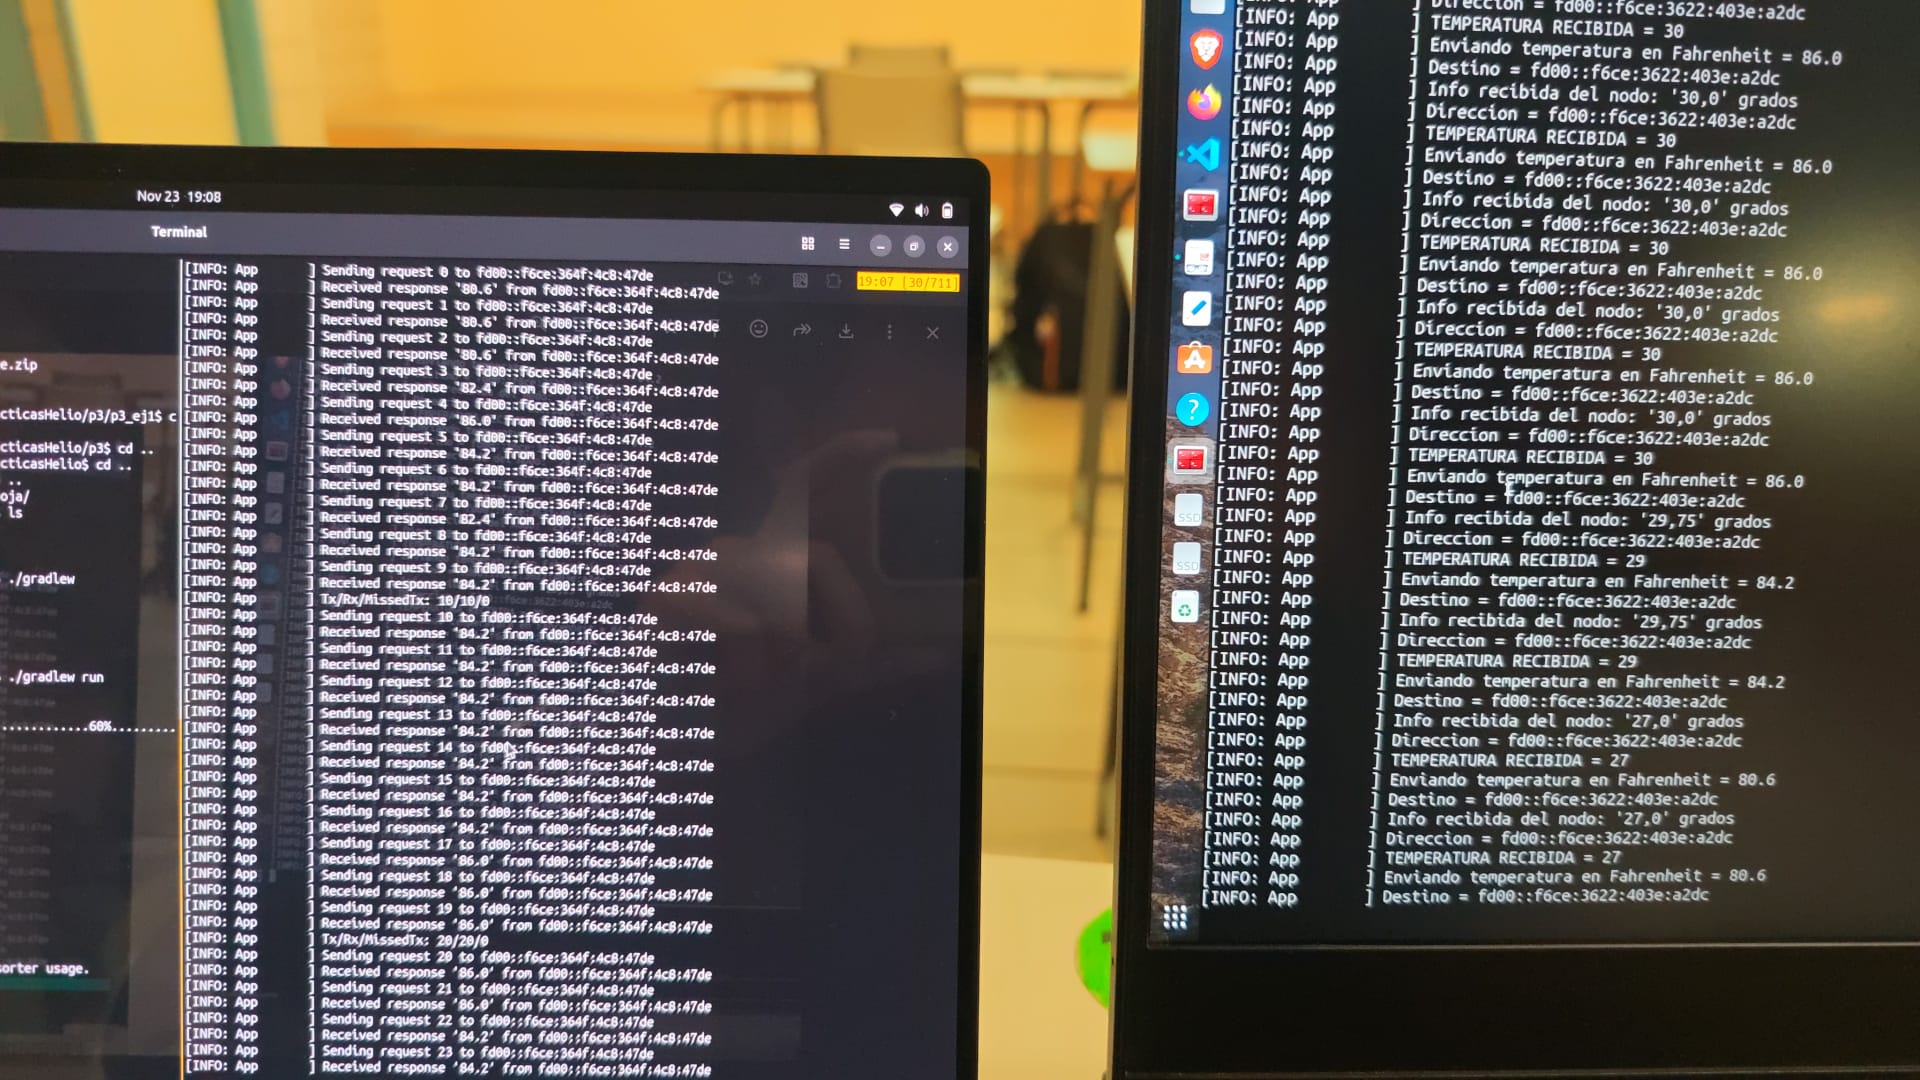 Nov 23 19:08
Terminal
19:07 [30/711]
e.zip
cticasHelio/p3/p3_ej1$ c
cticasHelio/p3$ cd ..
cticasHelio$ cd ..
..
oja/
ls
./gradlew
./gradlew run
60%
orter usage.
[INFO: App ] Sending request 0 to fd00::f6ce:364f:4c8:47de
[INFO: App ] Received response '80.6' from fd00::f6ce:364f:4c8:47de
[INFO: App ] Sending request 1 to fd00::f6ce:364f:4c8:47de
[INFO: App ] Received response '80.6' from fd00::f6ce:364f:4c8:47de
[INFO: App ] Sending request 2 to fd00::f6ce:364f:4c8:47de
[INFO: App ] Received response '80.6' from fd00::f6ce:364f:4c8:47de
[INFO: App ] Sending request 3 to fd00::f6ce:364f:4c8:47de
[INFO: App ] Received response '82.4' from fd00::f6ce:364f:4c8:47de
[INFO: App ] Sending request 4 to fd00::f6ce:364f:4c8:47de
[INFO: App ] Received response '86.0' from fd00::f6ce:364f:4c8:47de
[INFO: App ] Sending request 5 to fd00::f6ce:364f:4c8:47de
[INFO: App ] Received response '84.2' from fd00::f6ce:364f:4c8:47de
[INFO: App ] Sending request 6 to fd00::f6ce:364f:4c8:47de
[INFO: App ] Received response '84.2' from fd00::f6ce:364f:4c8:47de
[INFO: App ] Sending request 7 to fd00::f6ce:364f:4c8:47de
[INFO: App ] Received response '82.4' from fd00::f6ce:364f:4c8:47de
[INFO: App ] Sending request 8 to fd00::f6ce:364f:4c8:47de
[INFO: App ] Received response '84.2' from fd00::f6ce:364f:4c8:47de
[INFO: App ] Sending request 9 to fd00::f6ce:364f:4c8:47de
[INFO: App ] Received response '84.2' from fd00::f6ce:364f:4c8:47de
[INFO: App ] Tx/Rx/MissedTx: 10/10/0
[INFO: App ] Sending request 10 to fd00::f6ce:364f:4c8:47de
[INFO: App ] Received response '84.2' from fd00::f6ce:364f:4c8:47de
[INFO: App ] Sending request 11 to fd00::f6ce:364f:4c8:47de
[INFO: App ] Received response '84.2' from fd00::f6ce:364f:4c8:47de
[INFO: App ] Sending request 12 to fd00::f6ce:364f:4c8:47de
[INFO: App ] Received response '84.2' from fd00::f6ce:364f:4c8:47de
[INFO: App ] Sending request 13 to fd00::f6ce:364f:4c8:47de
[INFO: App ] Received response '84.2' from fd00::f6ce:364f:4c8:47de
[INFO: App ] Sending request 14 to fd00::f6ce:364f:4c8:47de
[INFO: App ] Received response '84.2' from fd00::f6ce:364f:4c8:47de
[INFO: App ] Sending request 15 to fd00::f6ce:364f:4c8:47de
[INFO: App ] Received response '84.2' from fd00::f6ce:364f:4c8:47de
[INFO: App ] Sending request 16 to fd00::f6ce:364f:4c8:47de
[INFO: App ] Received response '84.2' from fd00::f6ce:364f:4c8:47de
[INFO: App ] Sending request 17 to fd00::f6ce:364f:4c8:47de
[INFO: App ] Received response '86.0' from fd00::f6ce:364f:4c8:47de
[INFO: App ] Sending request 18 to fd00::f6ce:364f:4c8:47de
[INFO: App ] Received response '86.0' from fd00::f6ce:364f:4c8:47de
[INFO: App ] Sending request 19 to fd00::f6ce:364f:4c8:47de
[INFO: App ] Received response '86.0' from fd00::f6ce:364f:4c8:47de
[INFO: App ] Tx/Rx/MissedTx: 20/20/0
[INFO: App ] Sending request 20 to fd00::f6ce:364f:4c8:47de
[INFO: App ] Received response '86.0' from fd00::f6ce:364f:4c8:47de
[INFO: App ] Sending request 21 to fd00::f6ce:364f:4c8:47de
[INFO: App ] Received response '86.0' from fd00::f6ce:364f:4c8:47de
[INFO: App ] Sending request 22 to fd00::f6ce:364f:4c8:47de
[INFO: App ] Received response '84.2' from fd00::f6ce:364f:4c8:47de
[INFO: App ] Sending request 23 to fd00::f6ce:364f:4c8:47de
[INFO: App ] Received response '84.2' from fd00::f6ce:364f:4c8:47de
SSD
SSD
[INFO: App ] Direccion = fd00::f6ce:3622:403e:a2dc
[INFO: App ] TEMPERATURA RECIBIDA = 30
[INFO: App ] Enviando temperatura en Fahrenheit = 86.0
[INFO: App ] Destino = fd00::f6ce:3622:403e:a2dc
[INFO: App ] Info recibida del nodo: '30,0' grados
[INFO: App ] Direccion = fd00::f6ce:3622:403e:a2dc
[INFO: App ] TEMPERATURA RECIBIDA = 30
[INFO: App ] Enviando temperatura en Fahrenheit = 86.0
[INFO: App ] Destino = fd00::f6ce:3622:403e:a2dc
[INFO: App ] Info recibida del nodo: '30,0' grados
[INFO: App ] Direccion = fd00::f6ce:3622:403e:a2dc
[INFO: App ] TEMPERATURA RECIBIDA = 30
[INFO: App ] Enviando temperatura en Fahrenheit = 86.0
[INFO: App ] Destino = fd00::f6ce:3622:403e:a2dc
[INFO: App ] Info recibida del nodo: '30,0' grados
[INFO: App ] Direccion = fd00::f6ce:3622:403e:a2dc
[INFO: App ] TEMPERATURA RECIBIDA = 30
[INFO: App ] Enviando temperatura en Fahrenheit = 86.0
[INFO: App ] Destino = fd00::f6ce:3622:403e:a2dc
[INFO: App ] Info recibida del nodo: '30,0' grados
[INFO: App ] Direccion = fd00::f6ce:3622:403e:a2dc
[INFO: App ] TEMPERATURA RECIBIDA = 30
[INFO: App ] Enviando temperatura en Fahrenheit = 86.0
[INFO: App ] Destino = fd00::f6ce:3622:403e:a2dc
[INFO: App ] Info recibida del nodo: '29,75' grados
[INFO: App ] Direccion = fd00::f6ce:3622:403e:a2dc
[INFO: App ] TEMPERATURA RECIBIDA = 29
[INFO: App ] Enviando temperatura en Fahrenheit = 84.2
[INFO: App ] Destino = fd00::f6ce:3622:403e:a2dc
[INFO: App ] Info recibida del nodo: '29,75' grados
[INFO: App ] Direccion = fd00::f6ce:3622:403e:a2dc
[INFO: App ] TEMPERATURA RECIBIDA = 29
[INFO: App ] Enviando temperatura en Fahrenheit = 84.2
[INFO: App ] Destino = fd00::f6ce:3622:403e:a2dc
[INFO: App ] Info recibida del nodo: '27,0' grados
[INFO: App ] Direccion = fd00::f6ce:3622:403e:a2dc
[INFO: App ] TEMPERATURA RECIBIDA = 27
[INFO: App ] Enviando temperatura en Fahrenheit = 80.6
[INFO: App ] Destino = fd00::f6ce:3622:403e:a2dc
[INFO: App ] Info recibida del nodo: '27,0' grados
[INFO: App ] Direccion = fd00::f6ce:3622:403e:a2dc
[INFO: App ] TEMPERATURA RECIBIDA = 27
[INFO: App ] Enviando temperatura en Fahrenheit = 80.6
[INFO: App ] Destino = fd00::f6ce:3622:403e:a2dc